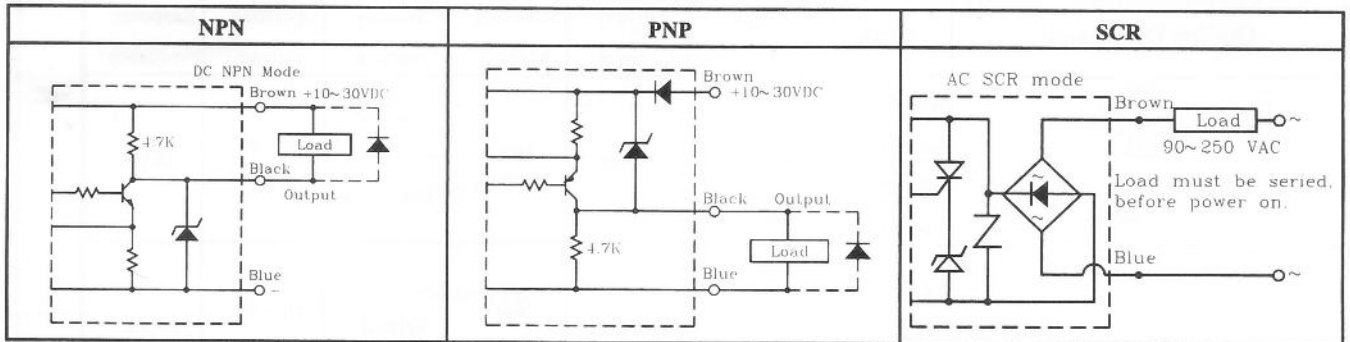 NPN
PNP
SCR
DC NPN Mode
Brown +10~30VDC
4.7K
Load
Black
Output
Blue
-
Brown
+10~30VDC
Black Output
4.7K
Load
Blue
AC SCR mode
Brown
Load
~
90~250 VAC
~
~
Load must be seried,
before power on.
Blue
~